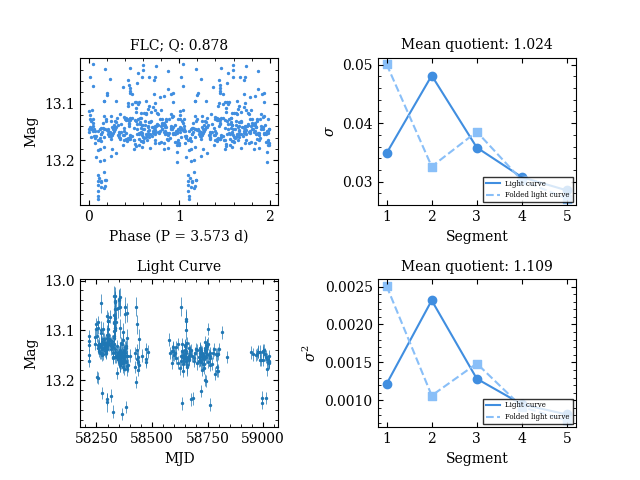 FLC; Q: 0.878
Mag
13.1
13.2
0
1
2
Phase (P = 3.573 d)
Mean quotient: 1.024
σ
0.05
0.04
0.03
Light curve
Folded light curve
1
2
3
4
5
Segment
Light Curve
Mag
13.0
13.1
13.2
58250
58500
58750
59000
MJD
Mean quotient: 1.109
σ²
0.0025
0.0020
0.0015
0.0010
Light curve
Folded light curve
1
2
3
4
5
Segment